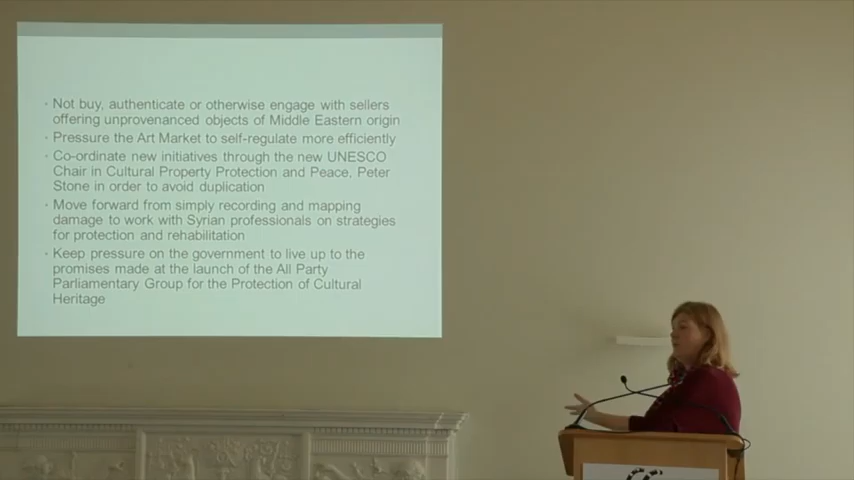 Not buy, authenticate or otherwise engage with sellers
offering unprovenanced objects of Middle Eastern origin
Pressure the Art Market to self-regulate more efficiently
Co-ordinate new initiatives through the new UNESCO
Chair in Cultural Property Protection and Peace, Peter
Stone in order to avoid duplication
Move forward from simply recording and mapping
damage to work with Syrian professionals on strategies
for protection and rehabilitation
Keep pressure on the government to live up to the
promises made at the launch of the All Party
Parliamentary Group for the Protection of Cultural
Heritage